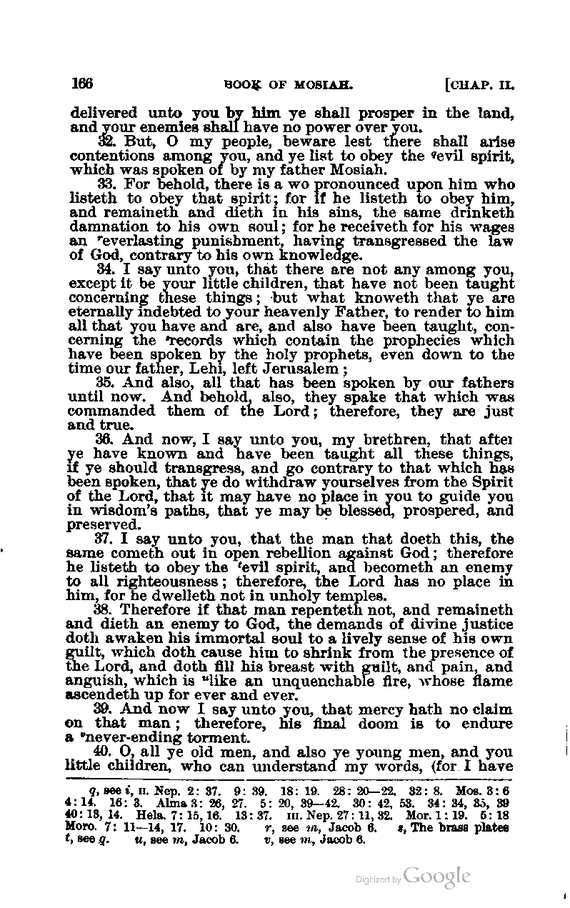 166 BOOK OF MOSIAH. [CHAP. II.
delivered unto you by him ye shall prosper in the land,
and your enemies shall have no power over you.
32. But, O my people, beware lest there shall arise
contentions among you, and ye list to obey the qevil spirit,
which was spoken of by my father Mosiah.
33. For behold, there is a wo pronounced upon him who
listeth to obey that spirit; for if he listeth to obey him,
and remaineth and dieth in his sins, the same drinketh
damnation to his own soul; for he receiveth for his wages
an reverlasting punishment, having transgressed the law
of God, contrary to his own knowledge.
34. I say unto you, that there are not any among you,
except it be your little children, that have not been taught
concerning these things; but what knoweth that ye are
eternally indebted to your heavenly Father, to render to him
all that you have and are, and also have been taught, con-
cerning the srecords which contain the prophecies which
have been spoken by the holy prophets, even down to the
time our father, Lehi, left Jerusalem;
35. And also, all that has been spoken by our fathers
until now. And behold, also, they spake that which was
commanded them of the Lord; therefore, they are just
and true.
36. And now, I say unto you, my brethren, that after
ye have known and have been taught all these things,
if ye should transgress, and go contrary to that which has
been spoken, that ye do withdraw yourselves from the Spirit
of the Lord, that it may have no place in you to guide you
in wisdom's paths, that ye may be blessed, prospered, and
preserved.
37. I say unto you, that the man that doeth this, the
same cometh out in open rebellion against God; therefore
he listeth to obey the tevil spirit, and becometh an enemy
to all righteousness; therefore, the Lord has no place in
him, for he dwelleth not in unholy temples.
38. Therefore if that man repenteth not, and remaineth
and dieth an enemy to God, the demands of divine justice
doth awaken his immortal soul to a lively sense of his own
guilt, which doth cause him to shrink from the presence of
the Lord, and doth fill his breast with guilt, and pain, and
anguish, which is ulike an unquenchable fire, whose flame
ascendeth up for ever and ever.
39. And now I say unto you, that mercy hath no claim
on that man; therefore, his final doom is to endure
a vnever-ending torment.
40. O, all ye old men, and also ye young men, and you
little children, who can understand my words, (for I have
q, see i, II. Nep. 2: 37. 9: 39. 18: 19. 28: 20—22. 32: 8. Mos. 3: 6
4: 14. 16: 3. Alma 3: 26, 27. 5: 20, 39—42. 30: 42, 53. 34: 34, 35, 39
40: 13, 14. Hela. 7: 15, 16. 13: 37. III. Nep. 27: 11, 32. Mor. 1: 19. 5: 18
Moro. 7: 11—14, 17. 10: 30. r, see m, Jacob 6. s, The brass plates
t, see q. u, see m, Jacob 6. v, see m, Jacob 6.
Digitized by Google